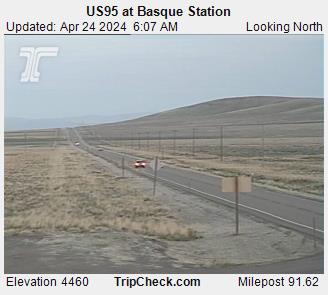 US95 at Basque Station
Updated: Apr 24 2024 6:07 AM Looking North
Elevation 4460 TripCheck.com Milepost 91.62